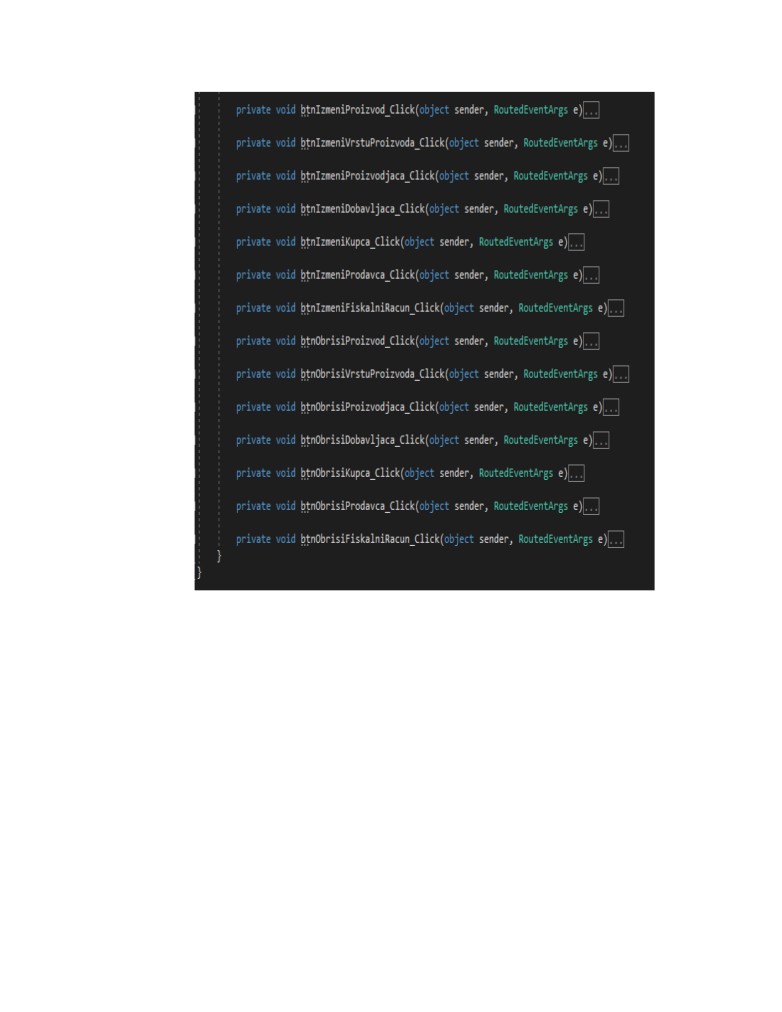 private void btnIzmeniProizvod_Click(object sender, RoutedEventArgs e)...
private void btnIzmeniVrstuProizvoda_Click(object sender, RoutedEventArgs e)...
private void btnIzmeniProizvodjaca_Click(object sender, RoutedEventArgs e)...
private void btnIzmeniDobavljaca_Click(object sender, RoutedEventArgs e)...
private void btnIzmeniKupca_Click(object sender, RoutedEventArgs e)...
private void btnIzmeniProdavca_Click(object sender, RoutedEventArgs e)...
private void btnIzmeniFiskalniRacun_Click(object sender, RoutedEventArgs e)...
private void btnObrisiProizvod_Click(object sender, RoutedEventArgs e)...
private void btnObrisiVrstuProizvoda_Click(object sender, RoutedEventArgs e)...
private void btnObrisiProizvodjaca_Click(object sender, RoutedEventArgs e)...
private void btnObrisiDobavljaca_Click(object sender, RoutedEventArgs e)...
private void btnObrisiKupca_Click(object sender, RoutedEventArgs e)...
private void btnObrisiProdavca_Click(object sender, RoutedEventArgs e)...
private void btnObrisiFiskalniRacun_Click(object sender, RoutedEventArgs e)...
}
}